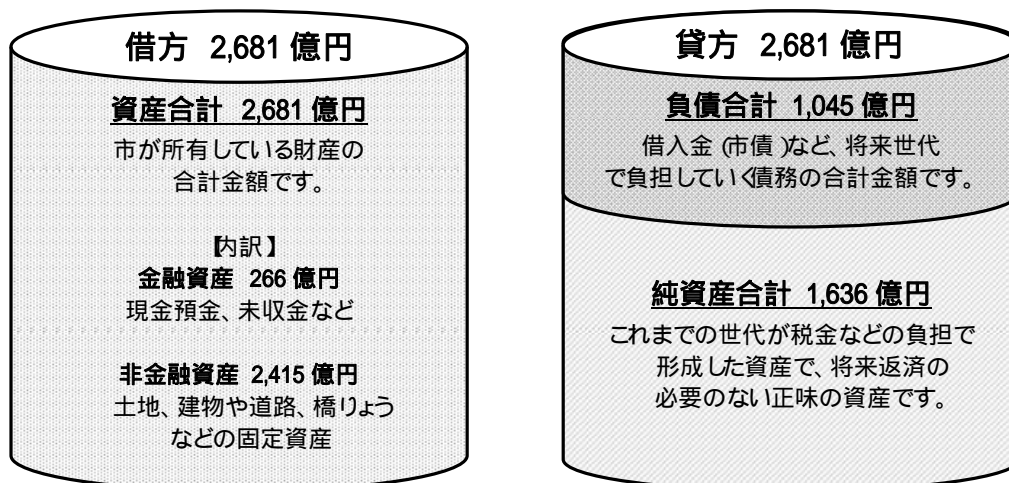 借方 2,681 億円
資産合計 2,681 億円
市が所有している財産の
合計金額です。
【内訳】
金融資産 266 億円
現金預金、未収金など
非金融資産 2,415 億円
土地、建物や道路、橋りょう
などの固定資産
貸方 2,681 億円
負債合計 1,045 億円
借入金(市債)など、将来世代
で負担していく債務の合計金額です。
純資産合計 1,636 億円
これまでの世代が税金などの負担で
形成した資産で、将来返済の
必要のない正味の資産です。